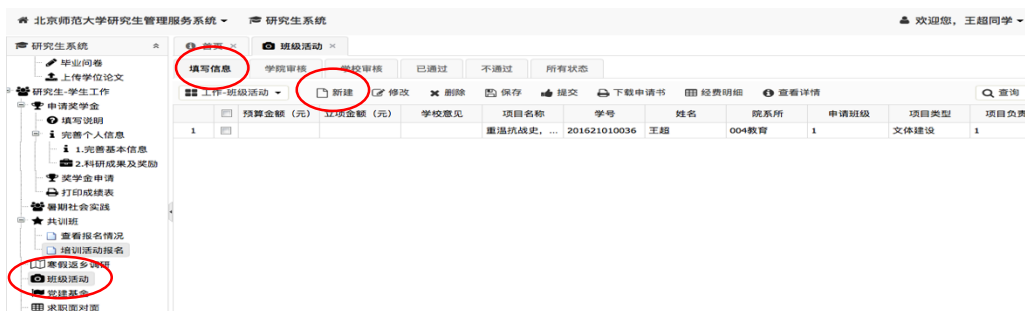 北京师范大学研究生管理服务系统 研究生系统 欢迎您，王超同学
研究生系统 首页 × 班级活动 ×
毕业问卷
上传学位论文
填写信息 学院审核 学校审核 已通过 不通过 所有状态
研究生-学生工作
工作-班级活动 新建 修改 删除 保存 提交 下载申请书 经费明细 查看详情 查询
申请奖学金
填写说明
预算金额（元） 立项金额（元） 学校意见 项目名称 学号 姓名 院系所 申请班级 项目类型 项目负责
完善个人信息
1 重温抗战史，... 201621010036 王超 004教育 1 文体建设 1
1.完善基本信息
2.科研成果及奖励
奖学金申请
打印成绩表
暑期社会实践
共训班
查看报名情况
培训活动报名
寒假返乡调研
班级活动
党建基金
求职面对面